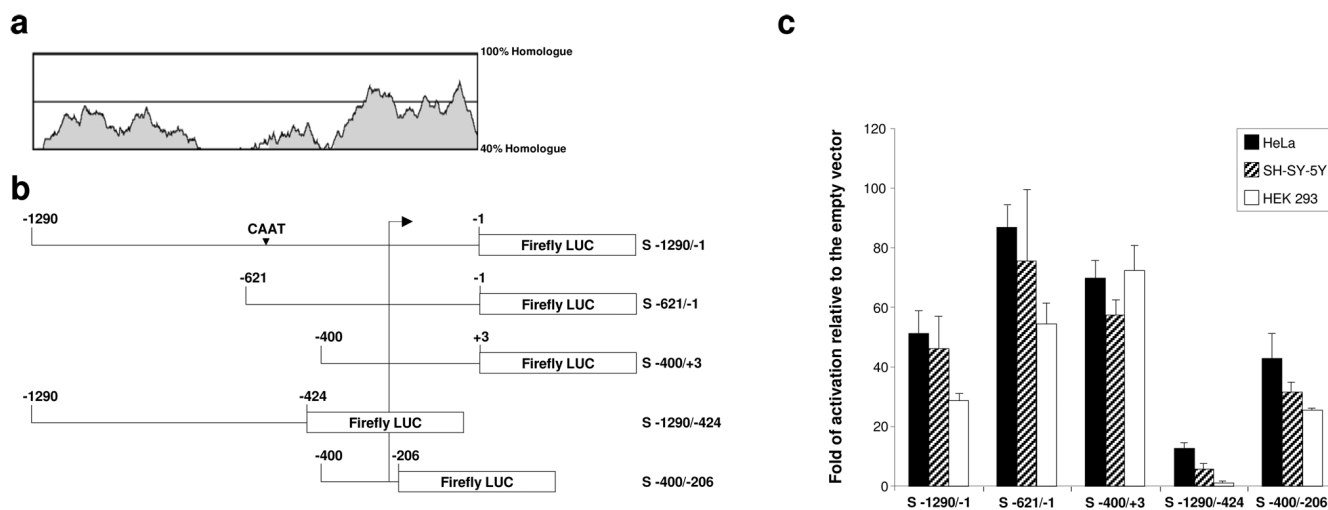 a
100% Homologue
40% Homologue
b
-1290
CAAT
-1
Firefly LUC
S -1290/-1
-621
-1
Firefly LUC
S -621/-1
-400
+3
Firefly LUC
S -400/+3
-1290
-424
Firefly LUC
S -1290/-424
-400
-206
Firefly LUC
S -400/-206
c
Fold of activation relative to the empty vector
120
100
80
60
40
20
0
HeLa
SH-SY-5Y
HEK 293
S -1290/-1
S -621/-1
S -400/+3
S -1290/-424
S -400/-206